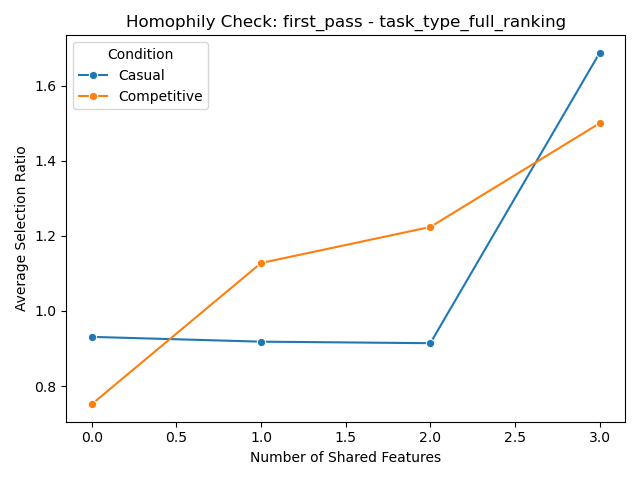 Homophily Check: first_pass - task_type_full_ranking
Condition
Casual
Competitive
Average Selection Ratio
1.6
1.4
1.2
1.0
0.8
0.0 0.5 1.0 1.5 2.0 2.5 3.0
Number of Shared Features